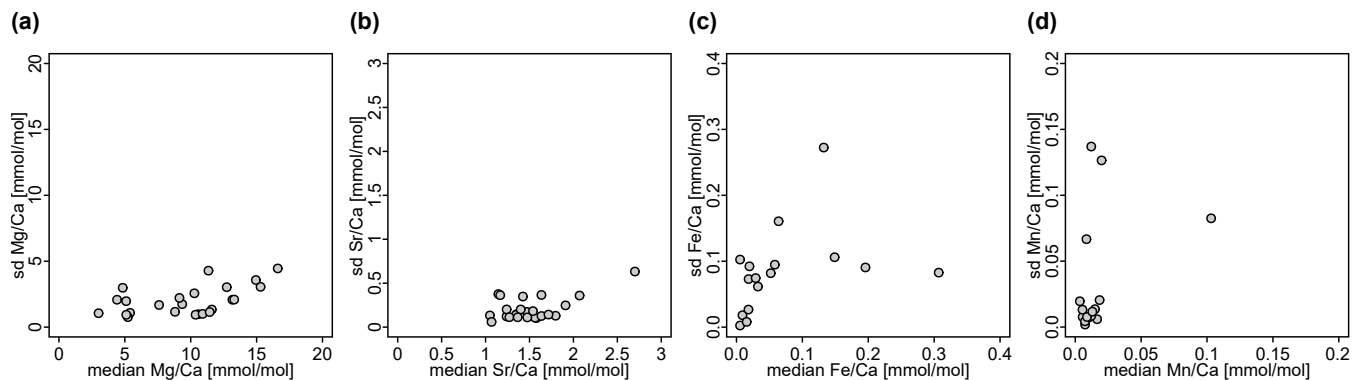 (a)
sd Mg/Ca [mmol/mol]
0 5 10 15 20
0 5 10 15 20
median Mg/Ca [mmol/mol]
(b)
sd Sr/Ca [mmol/mol]
0 0.5 1 1.5 2 2.5 3
0 0.5 1 1.5 2 2.5 3
median Sr/Ca [mmol/mol]
(c)
sd Fe/Ca [mmol/mol]
0.0 0.1 0.2 0.3 0.4
0.0 0.1 0.2 0.3 0.4
median Fe/Ca [mmol/mol]
(d)
sd Mn/Ca [mmol/mol]
0.0 0.05 0.1 0.15 0.2
0.0 0.05 0.1 0.15 0.2
median Mn/Ca [mmol/mol]